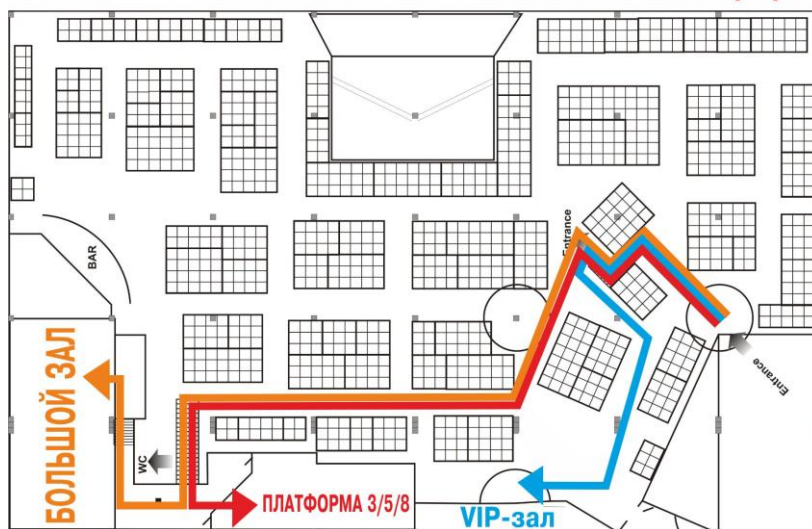 Entrance
BAR
БОЛЬШОЙ ЗАЛ
Entrance
WC
ПЛАТФОРМА 3/5/8
VIP-зал